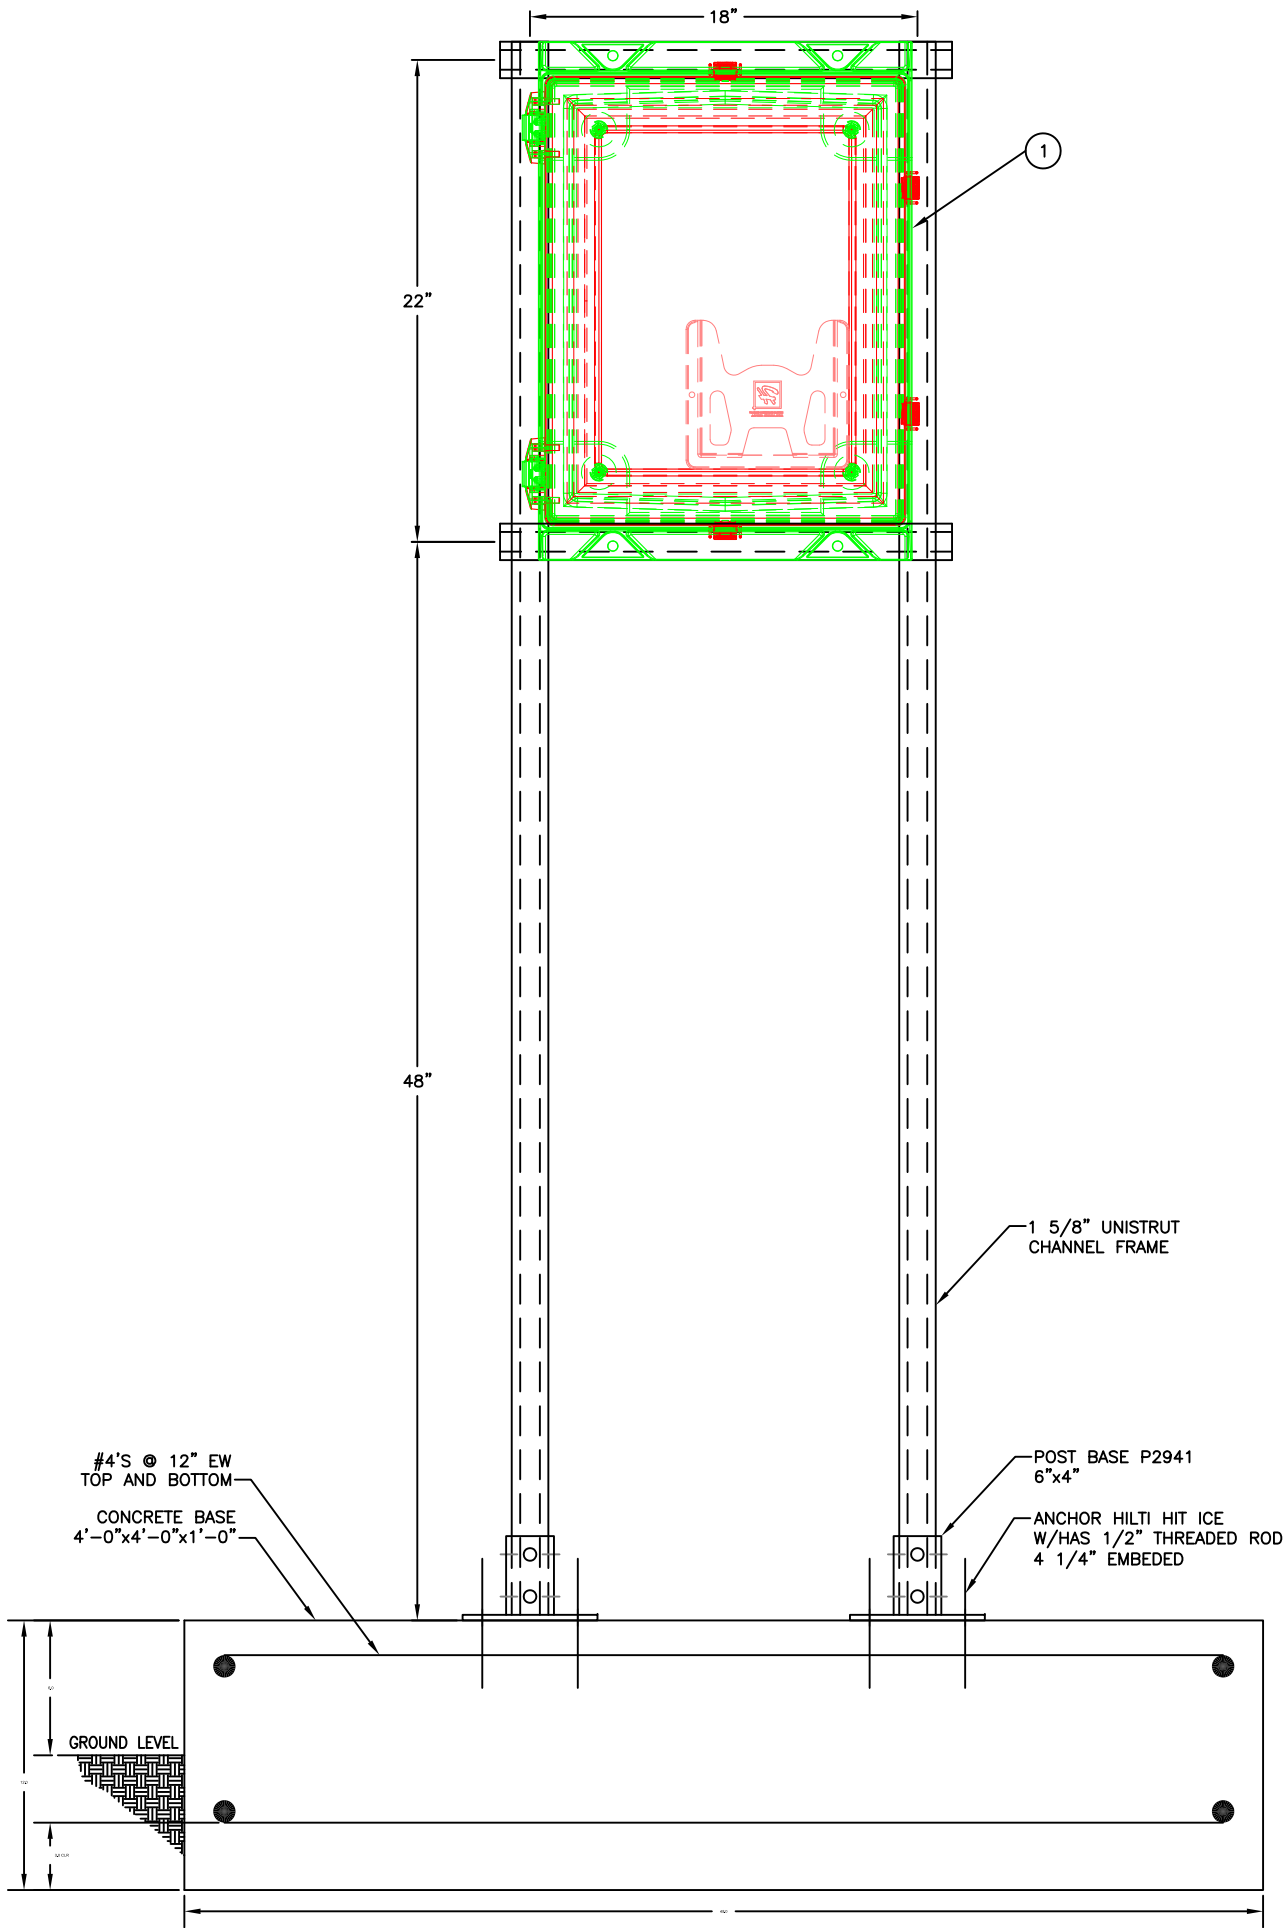 18"
1
22"
48"
1 5/8" UNISTRUT
CHANNEL FRAME
#4'S @ 12" EW
TOP AND BOTTOM
CONCRETE BASE
4'-0"x4'-0"x1'-0"
POST BASE P2941
6"x4"
ANCHOR HILTI HIT ICE
W/HAS 1/2" THREADED ROD
4 1/4" EMBEDED
GROUND LEVEL